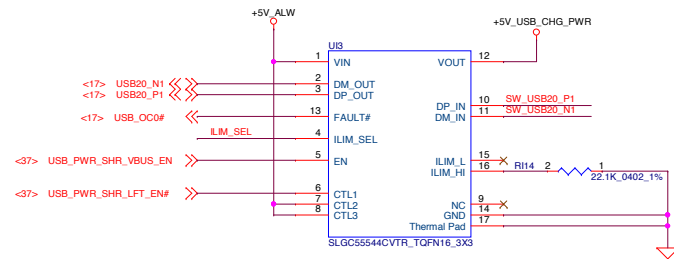 +5V_ALW
+5V_USB_CHG_PWR
UI3
1 VIN VOUT 12
<17> USB20_N1 2 DM_OUT
<17> USB20_P1 3 DP_OUT
DP_IN 10 SW_USB20_P1
<17> USB_OC0# 13 FAULT# DM_IN 11 SW_USB20_N1
ILIM_SEL 4 ILIM_SEL
<37> USB_PWR_SHR_VBUS_EN 5 EN ILIM_L 15
ILIM_HI 16 RI14 2 1
22.1K_0402_1%
<37> USB_PWR_SHR_LFT_EN# 6 CTL1
7 CTL2 NC 9
8 CTL3 GND 14
Thermal Pad 17
SLGC55544CVTR_TQFN16_3X3